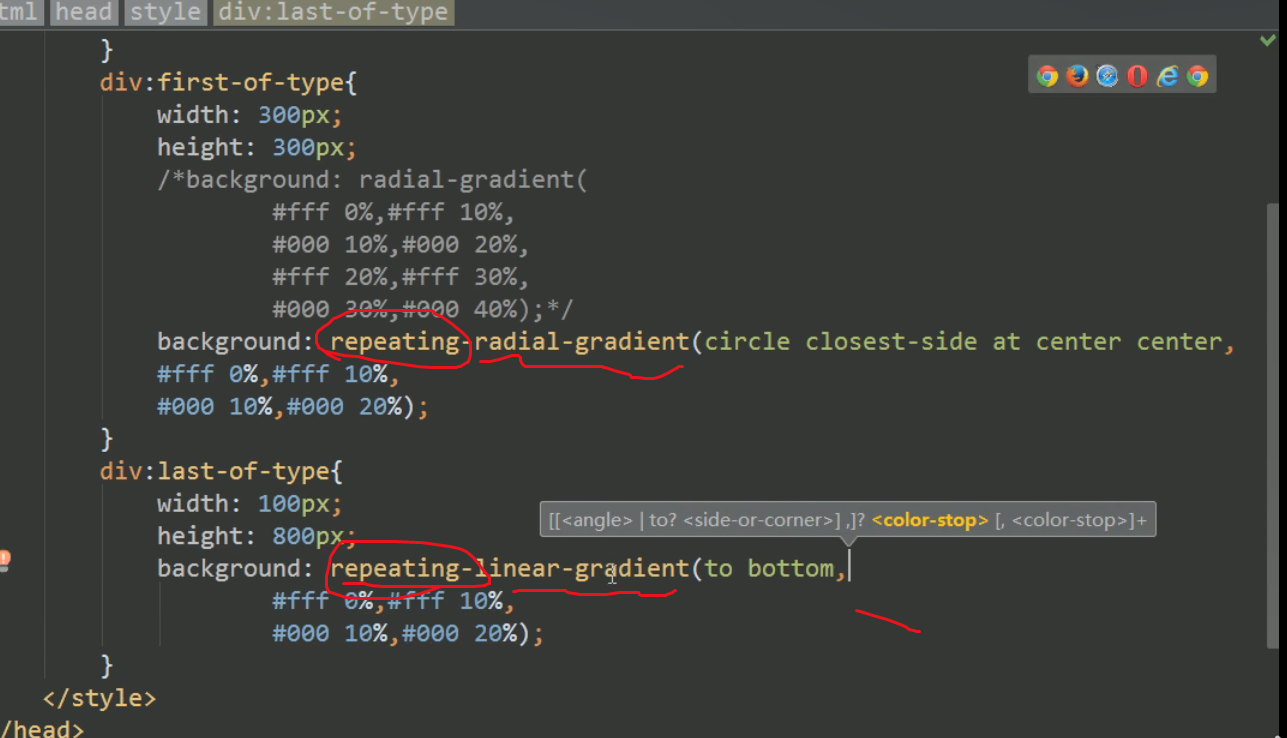 tml head style div:last-of-type
}
div:first-of-type{
width: 300px;
height: 300px;
/*background: radial-gradient(
#fff 0%,#fff 10%,
#000 10%,#000 20%,
#fff 20%,#fff 30%,
#000 30%,#000 40%);*/
background: repeating-radial-gradient(circle closest-side at center center,
#fff 0%,#fff 10%,
#000 10%,#000 20%);
}
div:last-of-type{
width: 100px;
height: 800px;
[[<angle> | to? <side-or-corner>] ,]? <color-stop> [, <color-stop>]+
background: repeating-linear-gradient(to bottom,
#fff 0%,#fff 10%,
#000 10%,#000 20%);
}
</style>
/head>